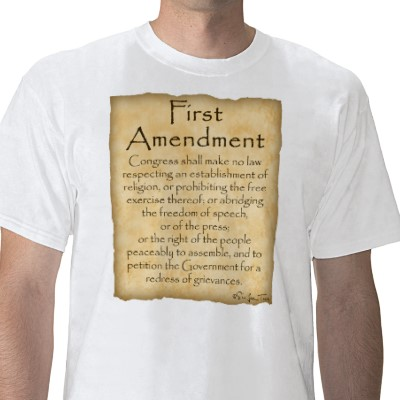 First
Amendment
Congress shall make no law
respecting an establishment of
religion, or prohibiting the free
exercise thereof; or abridging
the freedom of speech,
or of the press;
or the right of the people
peaceably to assemble, and to
petition the Government for a
redress of grievances.